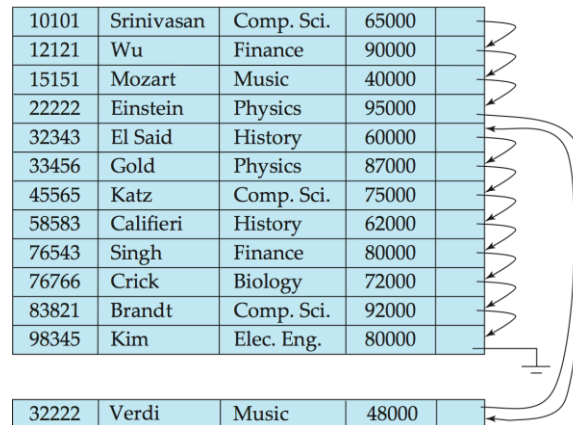 10101 Srinivasan Comp. Sci. 65000
12121 Wu Finance 90000
15151 Mozart Music 40000
22222 Einstein Physics 95000
32343 El Said History 60000
33456 Gold Physics 87000
45565 Katz Comp. Sci. 75000
58583 Califieri History 62000
76543 Singh Finance 80000
76766 Crick Biology 72000
83821 Brandt Comp. Sci. 92000
98345 Kim Elec. Eng. 80000
32222 Verdi Music 48000